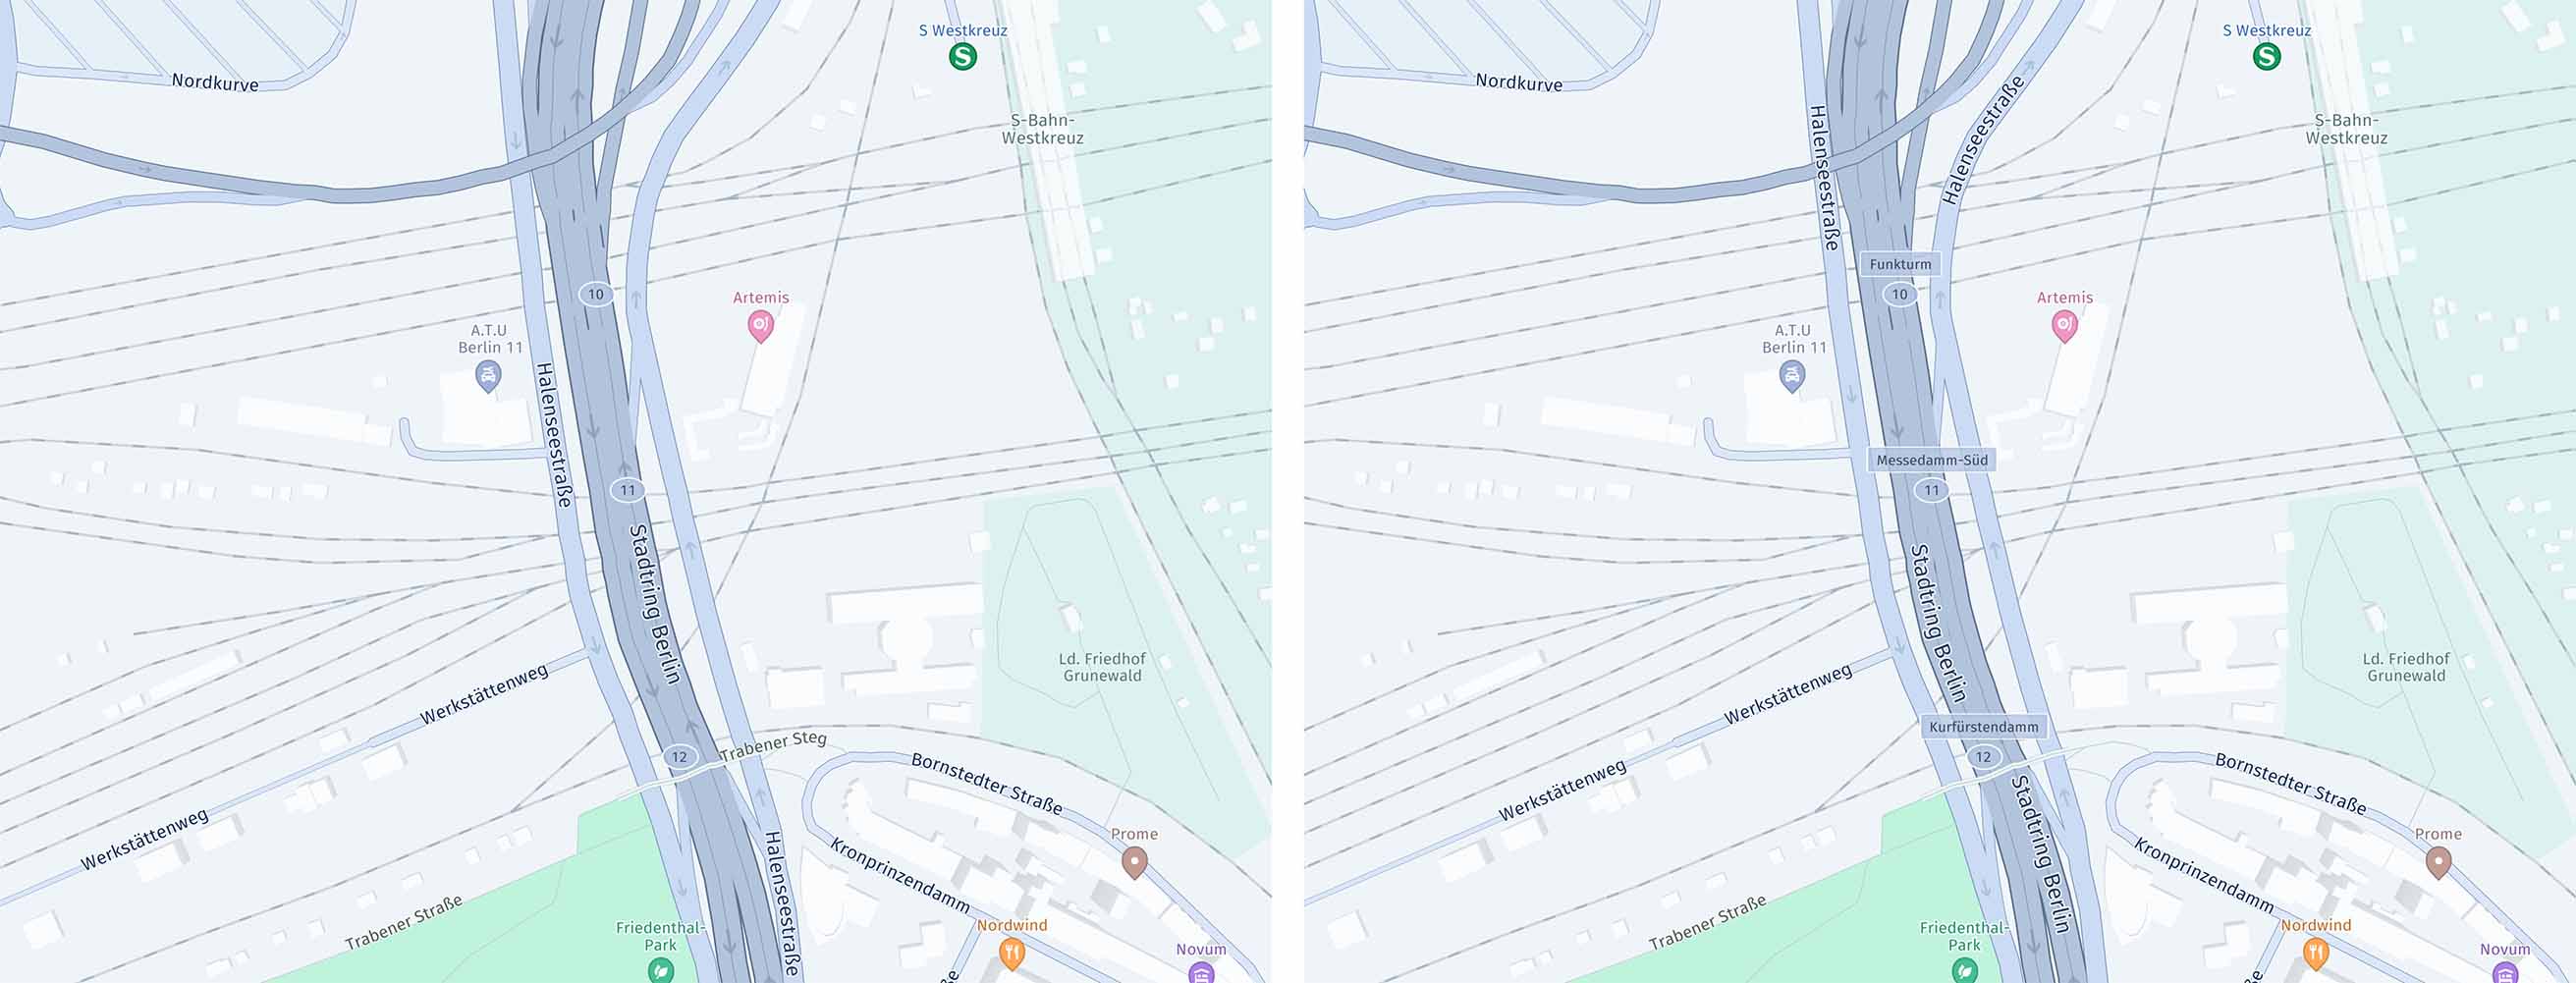 S Westkreuz
S
Nordkurve
S-Bahn-
Westkreuz
10
Artemis
A.T.U
Berlin 11
Halenseestraße
11
Stadtring Berlin
Ld. Friedhof
Grunewald
Werkstättenweg
Trabener Steg
12
Bornstedter Straße
Werkstättenweg
Prome
Kronprinzendamm
Halenseestraße
Trabener Straße
Friedenthal-
Park
Nordwind
Novum
ße
S Westkreuz
S
Nordkurve
Halenseestraße
Halenseestraße
S-Bahn-
Westkreuz
Funkturm
10
Artemis
A.T.U
Berlin 11
Messedamm-Süd
11
Stadtring Berlin
Ld. Friedhof
Grunewald
Werkstättenweg
Kurfürstendamm
12
Bornstedter Straße
Werkstättenweg
Stadtring Berlin
Prome
Kronprinzendamm
Trabener Straße
Friedenthal-
Park
Nordwind
Novum
ße